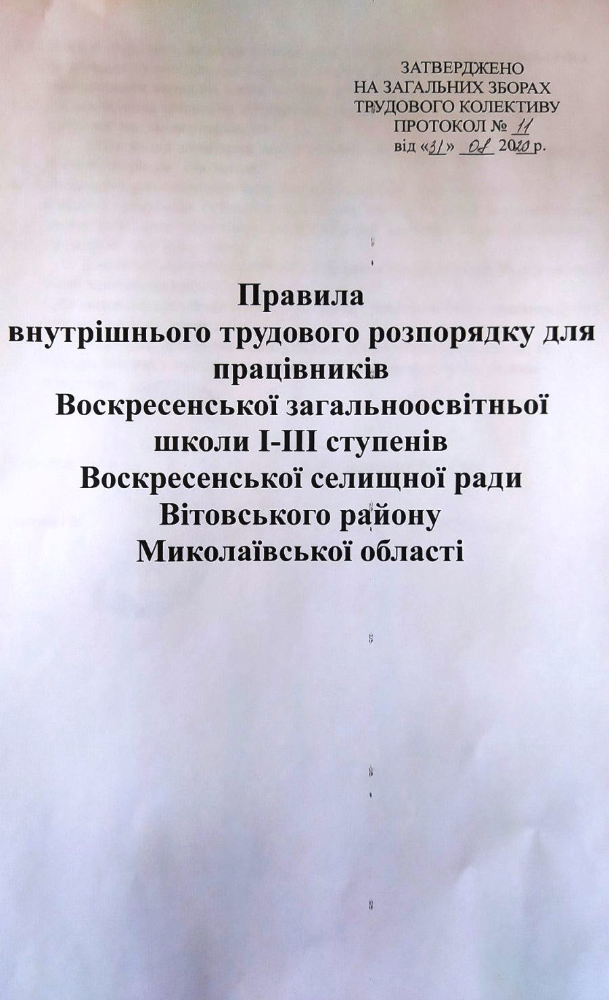 ЗАТВЕРДЖЕНО
НА ЗАГАЛЬНИХ ЗБОРАХ
ТРУДОВОГО КОЛЕКТИВУ
ПРОТОКОЛ № 11
від «31» 08 2020 р.
Правила
внутрішнього трудового розпорядку для
працівників
Воскресенської загальноосвітньої
школи І-ІІІ ступенів
Воскресенської селищної ради
Вітовського району
Миколаївської області